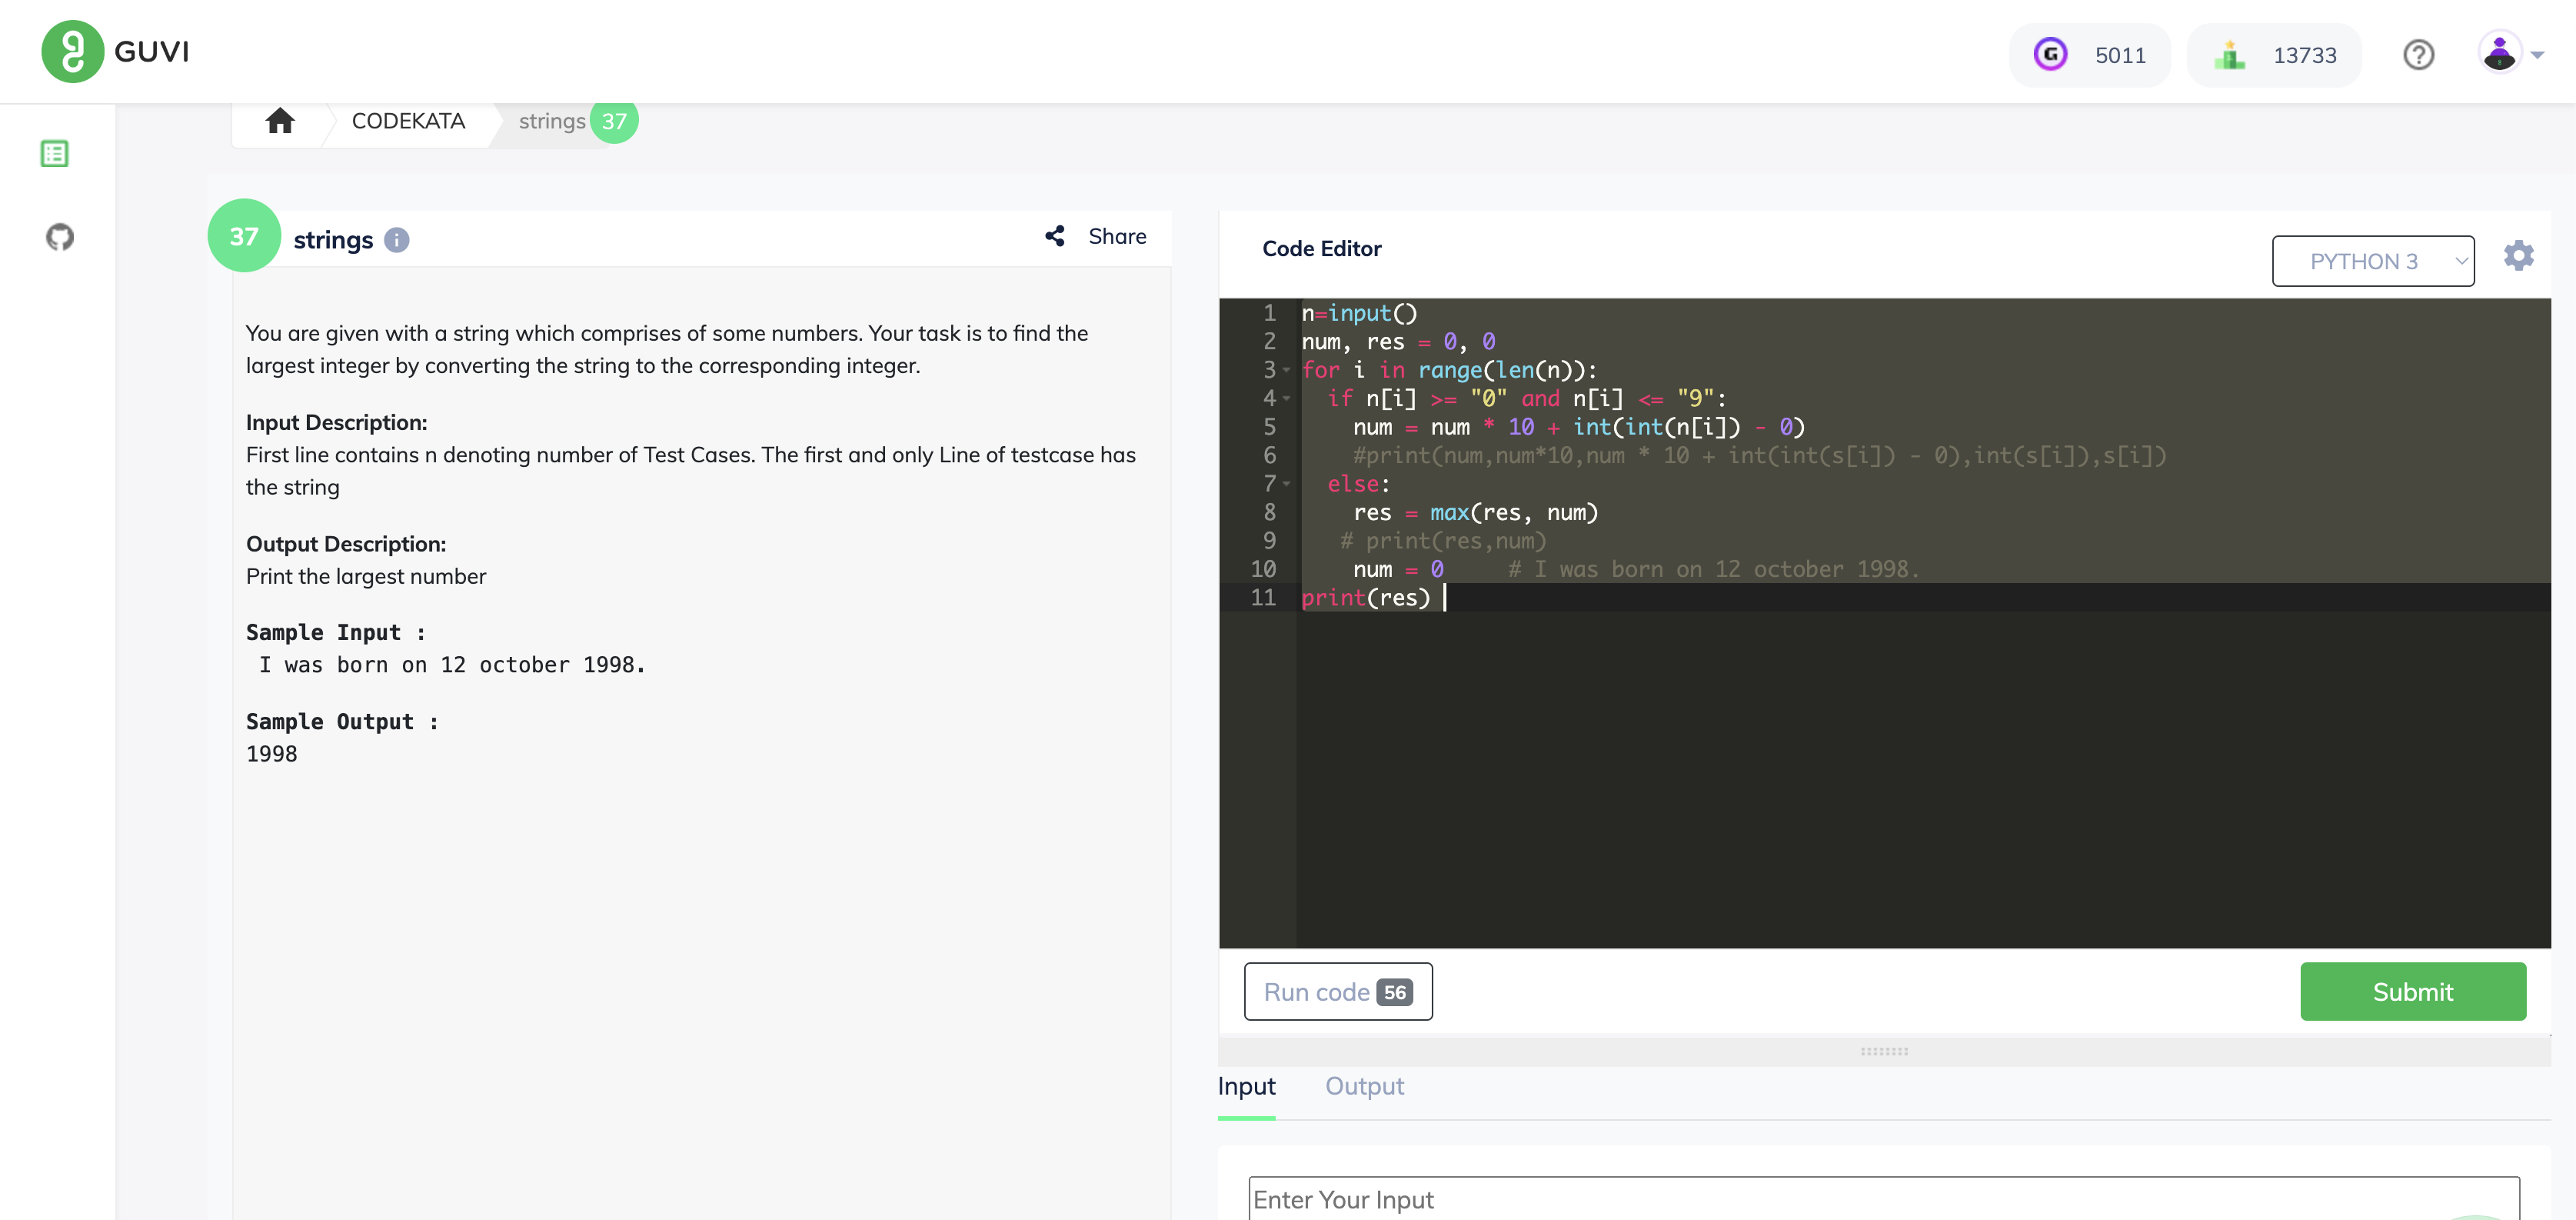 GUVI
G 5011
13733
?
CODEKATA
strings 37
37 strings i
Share
You are given with a string which comprises of some numbers. Your task is to find the
largest integer by converting the string to the corresponding integer.
Input Description:
First line contains n denoting number of Test Cases. The first and only Line of testcase has
the string
Output Description:
Print the largest number
Sample Input :
I was born on 12 october 1998.
Sample Output :
1998
Code Editor
PYTHON 3
1 n=input()
2 num, res = 0, 0
3 for i in range(len(n)):
4 if n[i] >= "0" and n[i] <= "9":
5 num = num * 10 + int(int(n[i]) - 0)
6 #print(num,num*10,num * 10 + int(int(s[i]) - 0),int(s[i]),s[i])
7 else:
8 res = max(res, num)
9 # print(res,num)
10 num = 0 # I was born on 12 october 1998.
11 print(res)
Run code 56
Submit
Input
Output
Enter Your Input